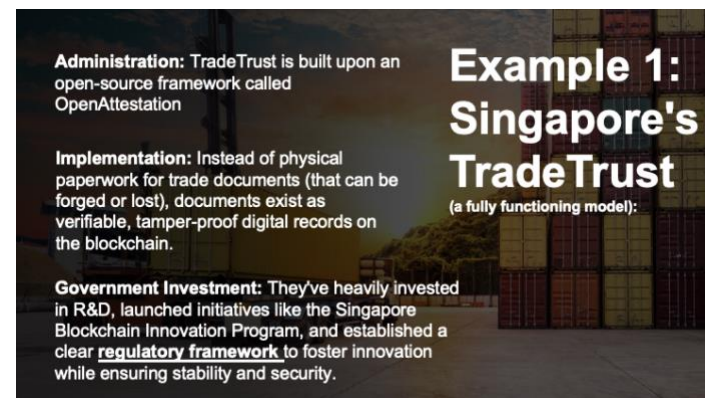 Administration: TradeTrust is built upon an
open-source framework called
OpenAttestation
Implementation: Instead of physical
paperwork for trade documents (that can be
forged or lost), documents exist as
verifiable, tamper-proof digital records on
the blockchain.
Government Investment: They've heavily invested
in R&D, launched initiatives like the Singapore
Blockchain Innovation Program, and established a
clear regulatory framework to foster innovation
while ensuring stability and security.
Example 1:
Singapore's
TradeTrust
(a fully functioning model):